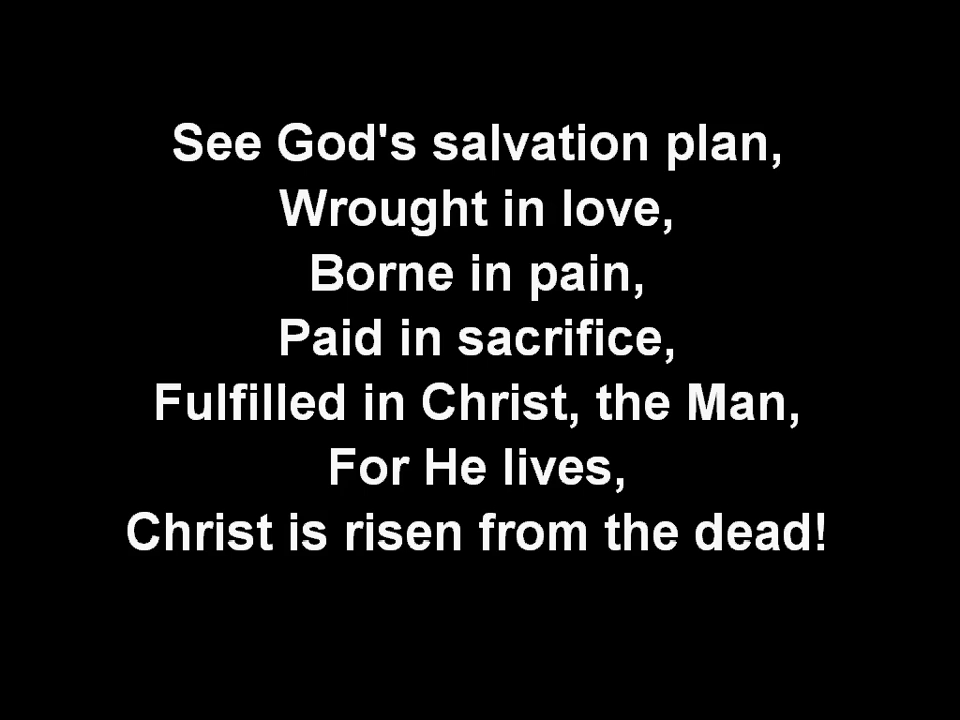 See God's salvation plan,
Wrought in love,
Borne in pain,
Paid in sacrifice,
Fulfilled in Christ, the Man,
For He lives,
Christ is risen from the dead!